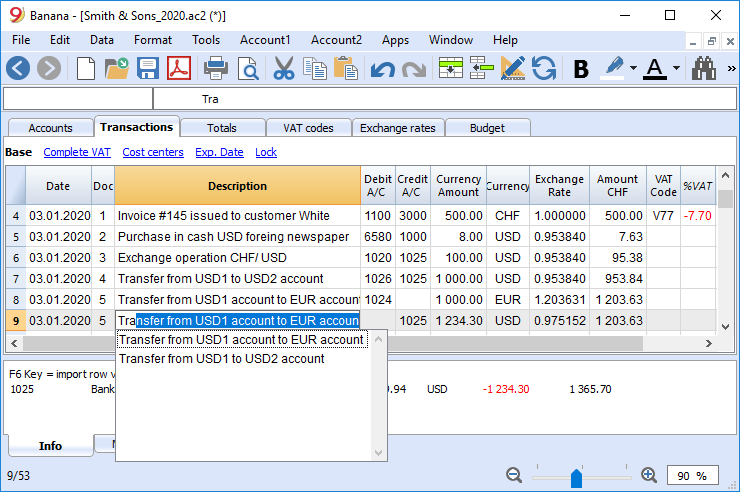 Banana - [Smith & Sons_2020.ac2 (*)]
File Edit Data Format Tools Account1 Account2 Apps Window Help
B A »
Tra
Accounts Transactions Totals VAT codes Exchange rates Budget
Base Complete VAT Cost centers Exp. Date Lock
Date Doc Description Debit A/C Credit A/C Currency Amount Currency Exchange Rate Amount CHF VAT Code %VAT
4 03.01.2020 1 Invoice #145 issued to customer White 1100 3000 500.00 CHF 1.000000 500.00 V77 -7.70
5 03.01.2020 2 Purchase in cash USD foreing newspaper 6580 1000 8.00 USD 0.953840 7.63
6 03.01.2020 3 Exchange operation CHF/ USD 1020 1025 100.00 USD 0.953840 95.38
7 03.01.2020 4 Transfer from USD1 to USD2 account 1026 1025 1 000.00 USD 0.953840 953.84
8 03.01.2020 5 Transfer from USD1 account to EUR account 1024 1 000.00 EUR 1.203631 1 203.63
9 03.01.2020 5 Transfer from USD1 account to EUR accoun 1025 1 234.30 USD 0.975152 1 203.63
Transfer from USD1 account to EUR account
Transfer from USD1 to USD2 account
F6 Key = import row v
1025 Bank .94 USD -1 234.30 1 365.70
Info
9/53 90 %